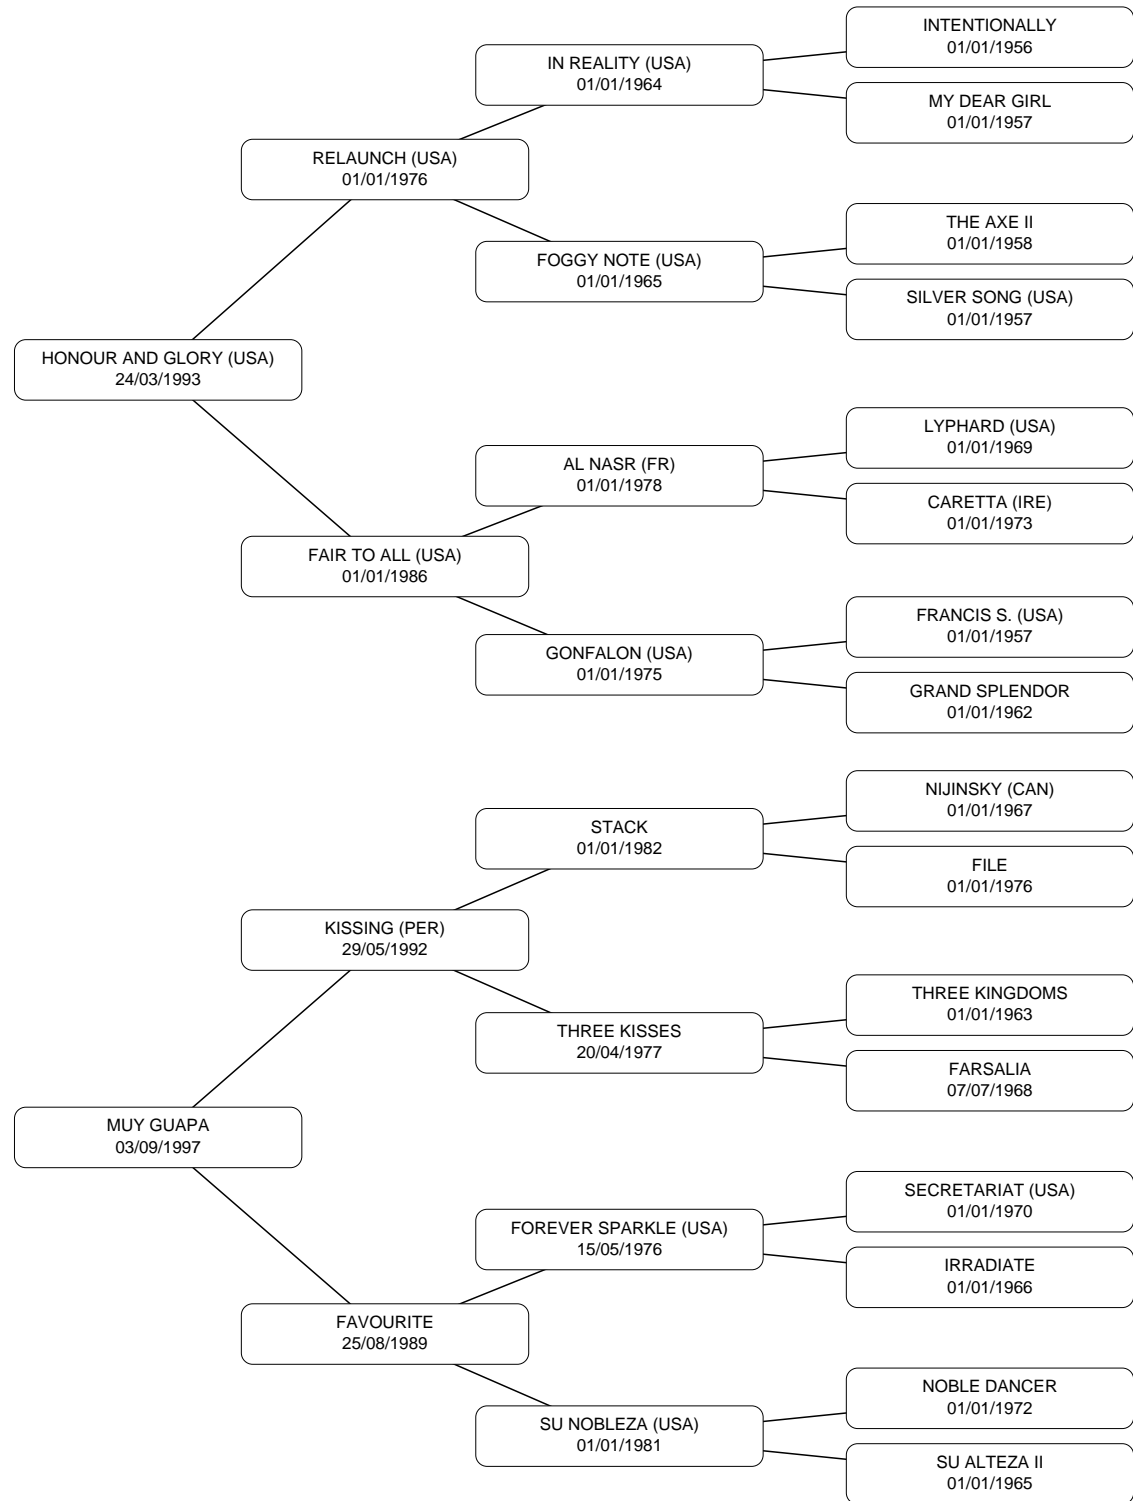 INTENTIONALLY
01/01/1956
IN REALITY (USA)
01/01/1964
MY DEAR GIRL
01/01/1957
RELAUNCH (USA)
01/01/1976
THE AXE II
01/01/1958
FOGGY NOTE (USA)
01/01/1965
SILVER SONG (USA)
01/01/1957
HONOUR AND GLORY (USA)
24/03/1993
LYPHARD (USA)
01/01/1969
AL NASR (FR)
01/01/1978
CARETTA (IRE)
01/01/1973
FAIR TO ALL (USA)
01/01/1986
FRANCIS S. (USA)
01/01/1957
GONFALON (USA)
01/01/1975
GRAND SPLENDOR
01/01/1962
NIJINSKY (CAN)
01/01/1967
STACK
01/01/1982
FILE
01/01/1976
KISSING (PER)
29/05/1992
THREE KINGDOMS
01/01/1963
THREE KISSES
20/04/1977
FARSALIA
07/07/1968
MUY GUAPA
03/09/1997
SECRETARIAT (USA)
01/01/1970
FOREVER SPARKLE (USA)
15/05/1976
IRRADIATE
01/01/1966
FAVOURITE
25/08/1989
NOBLE DANCER
01/01/1972
SU NOBLEZA (USA)
01/01/1981
SU ALTEZA II
01/01/1965